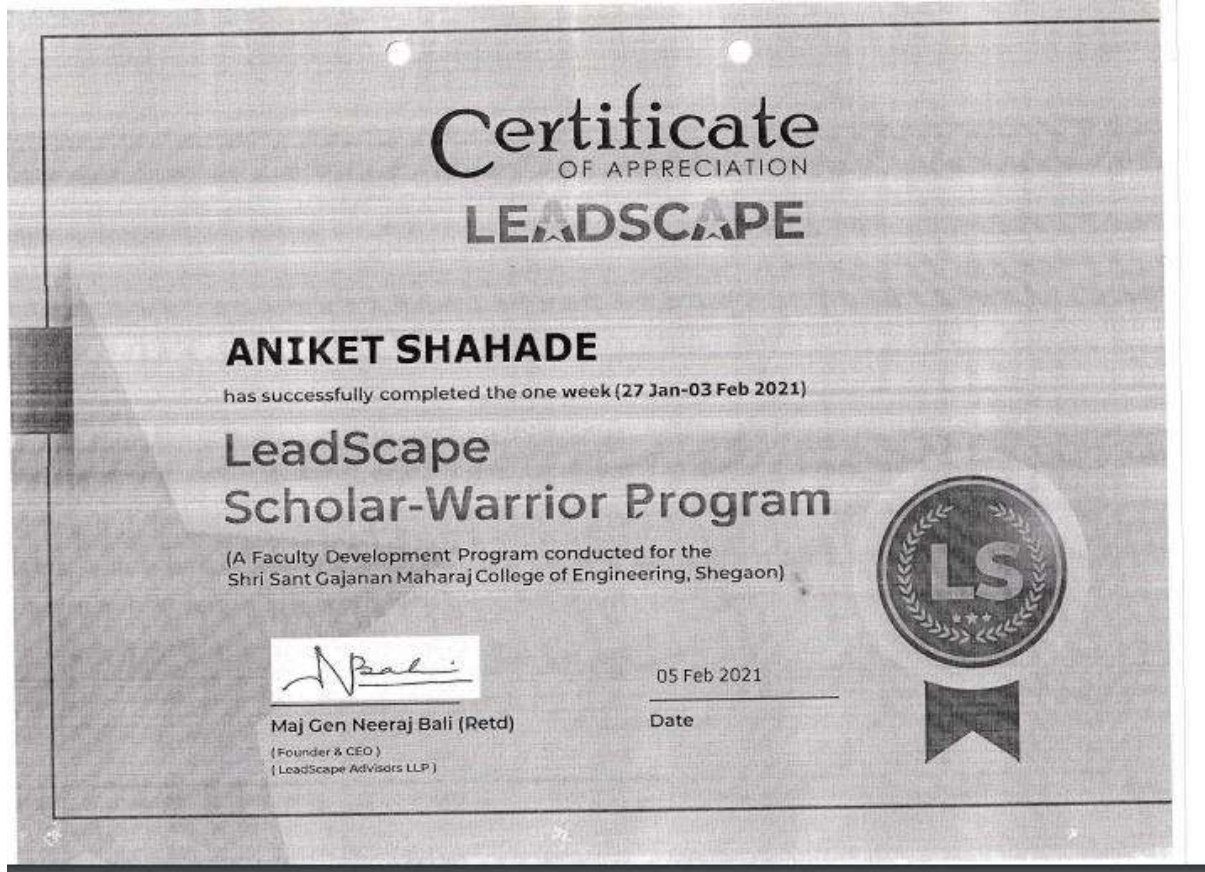 Certificate
OF APPRECIATION
LEADSCAPE
ANIKET SHAHADE
has successfully completed the one week (27 Jan-03 Feb 2021)
LeadScape
Scholar-Warrior Program
(A Faculty Development Program conducted for the
Shri Sant Gajanan Maharaj College of Engineering, Shegaon)
LS
NBali
05 Feb 2021
Maj Gen Neeraj Bali (Retd)
Date
(Founder & CEO)
(LeadScape Advisors LLP)